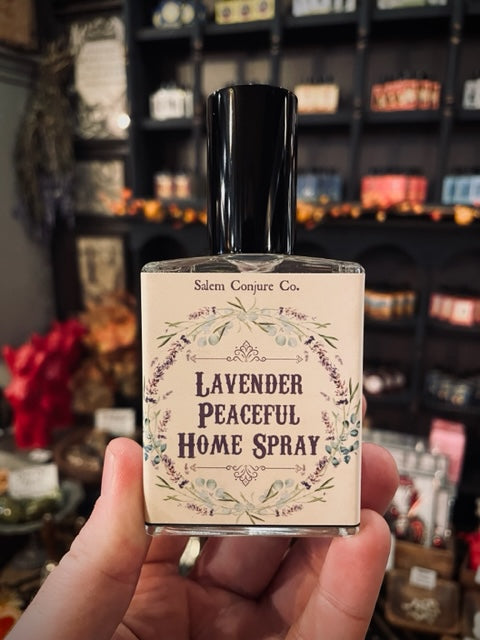 Salem Conjure Co.
Lavender
Peaceful
Home Spray